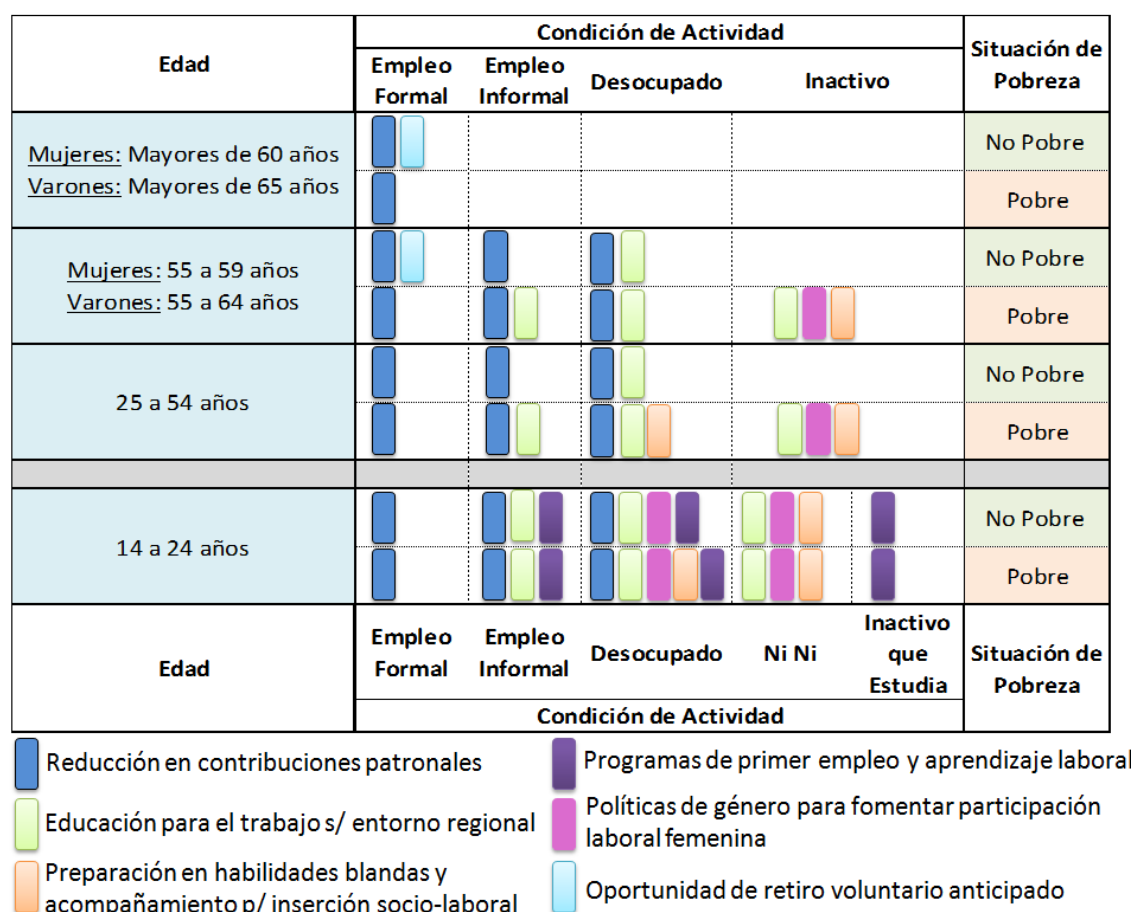 Edad
Condición de Actividad
Situación de
Pobreza
Empleo
Formal
Empleo
Informal
Desocupado
Inactivo
Mujeres: Mayores de 60 años
Varones: Mayores de 65 años
No Pobre
Pobre
Mujeres: 55 a 59 años
Varones: 55 a 64 años
No Pobre
Pobre
25 a 54 años
No Pobre
Pobre
14 a 24 años
No Pobre
Pobre
Edad
Empleo
Formal
Empleo
Informal
Desocupado
Ni Ni
Inactivo
que
Estudia
Situación de
Pobreza
Condición de Actividad
Reducción en contribuciones patronales
Educación para el trabajo s/ entorno regional
Preparación en habilidades blandas y
acompañamiento p/ inserción socio-laboral
Programas de primer empleo y aprendizaje laboral
Políticas de género para fomentar participación
laboral femenina
Oportunidad de retiro voluntario anticipado